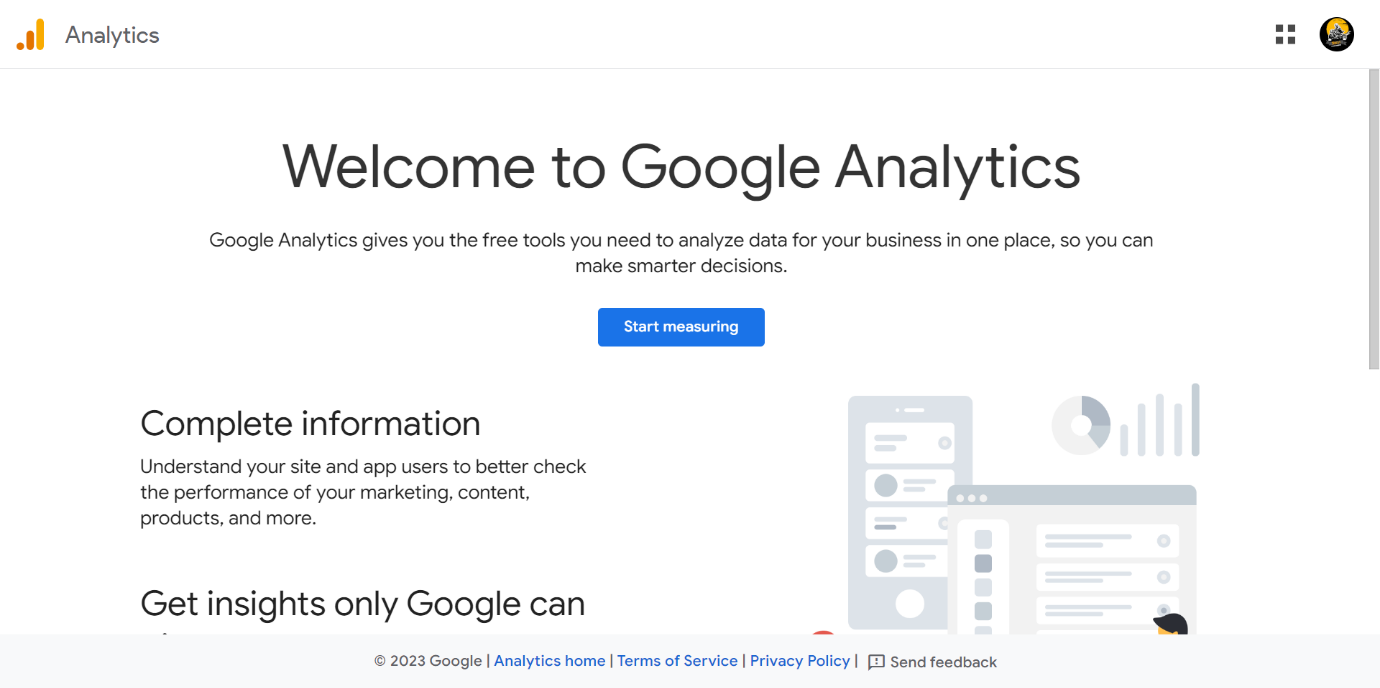 Analytics
Welcome to Google Analytics
Google Analytics gives you the free tools you need to analyze data for your business in one place, so you can
make smarter decisions.
Start measuring
Complete information
Understand your site and app users to better check
the performance of your marketing, content,
products, and more.
Get insights only Google can
© 2023 Google | Analytics home | Terms of Service | Privacy Policy | Send feedback